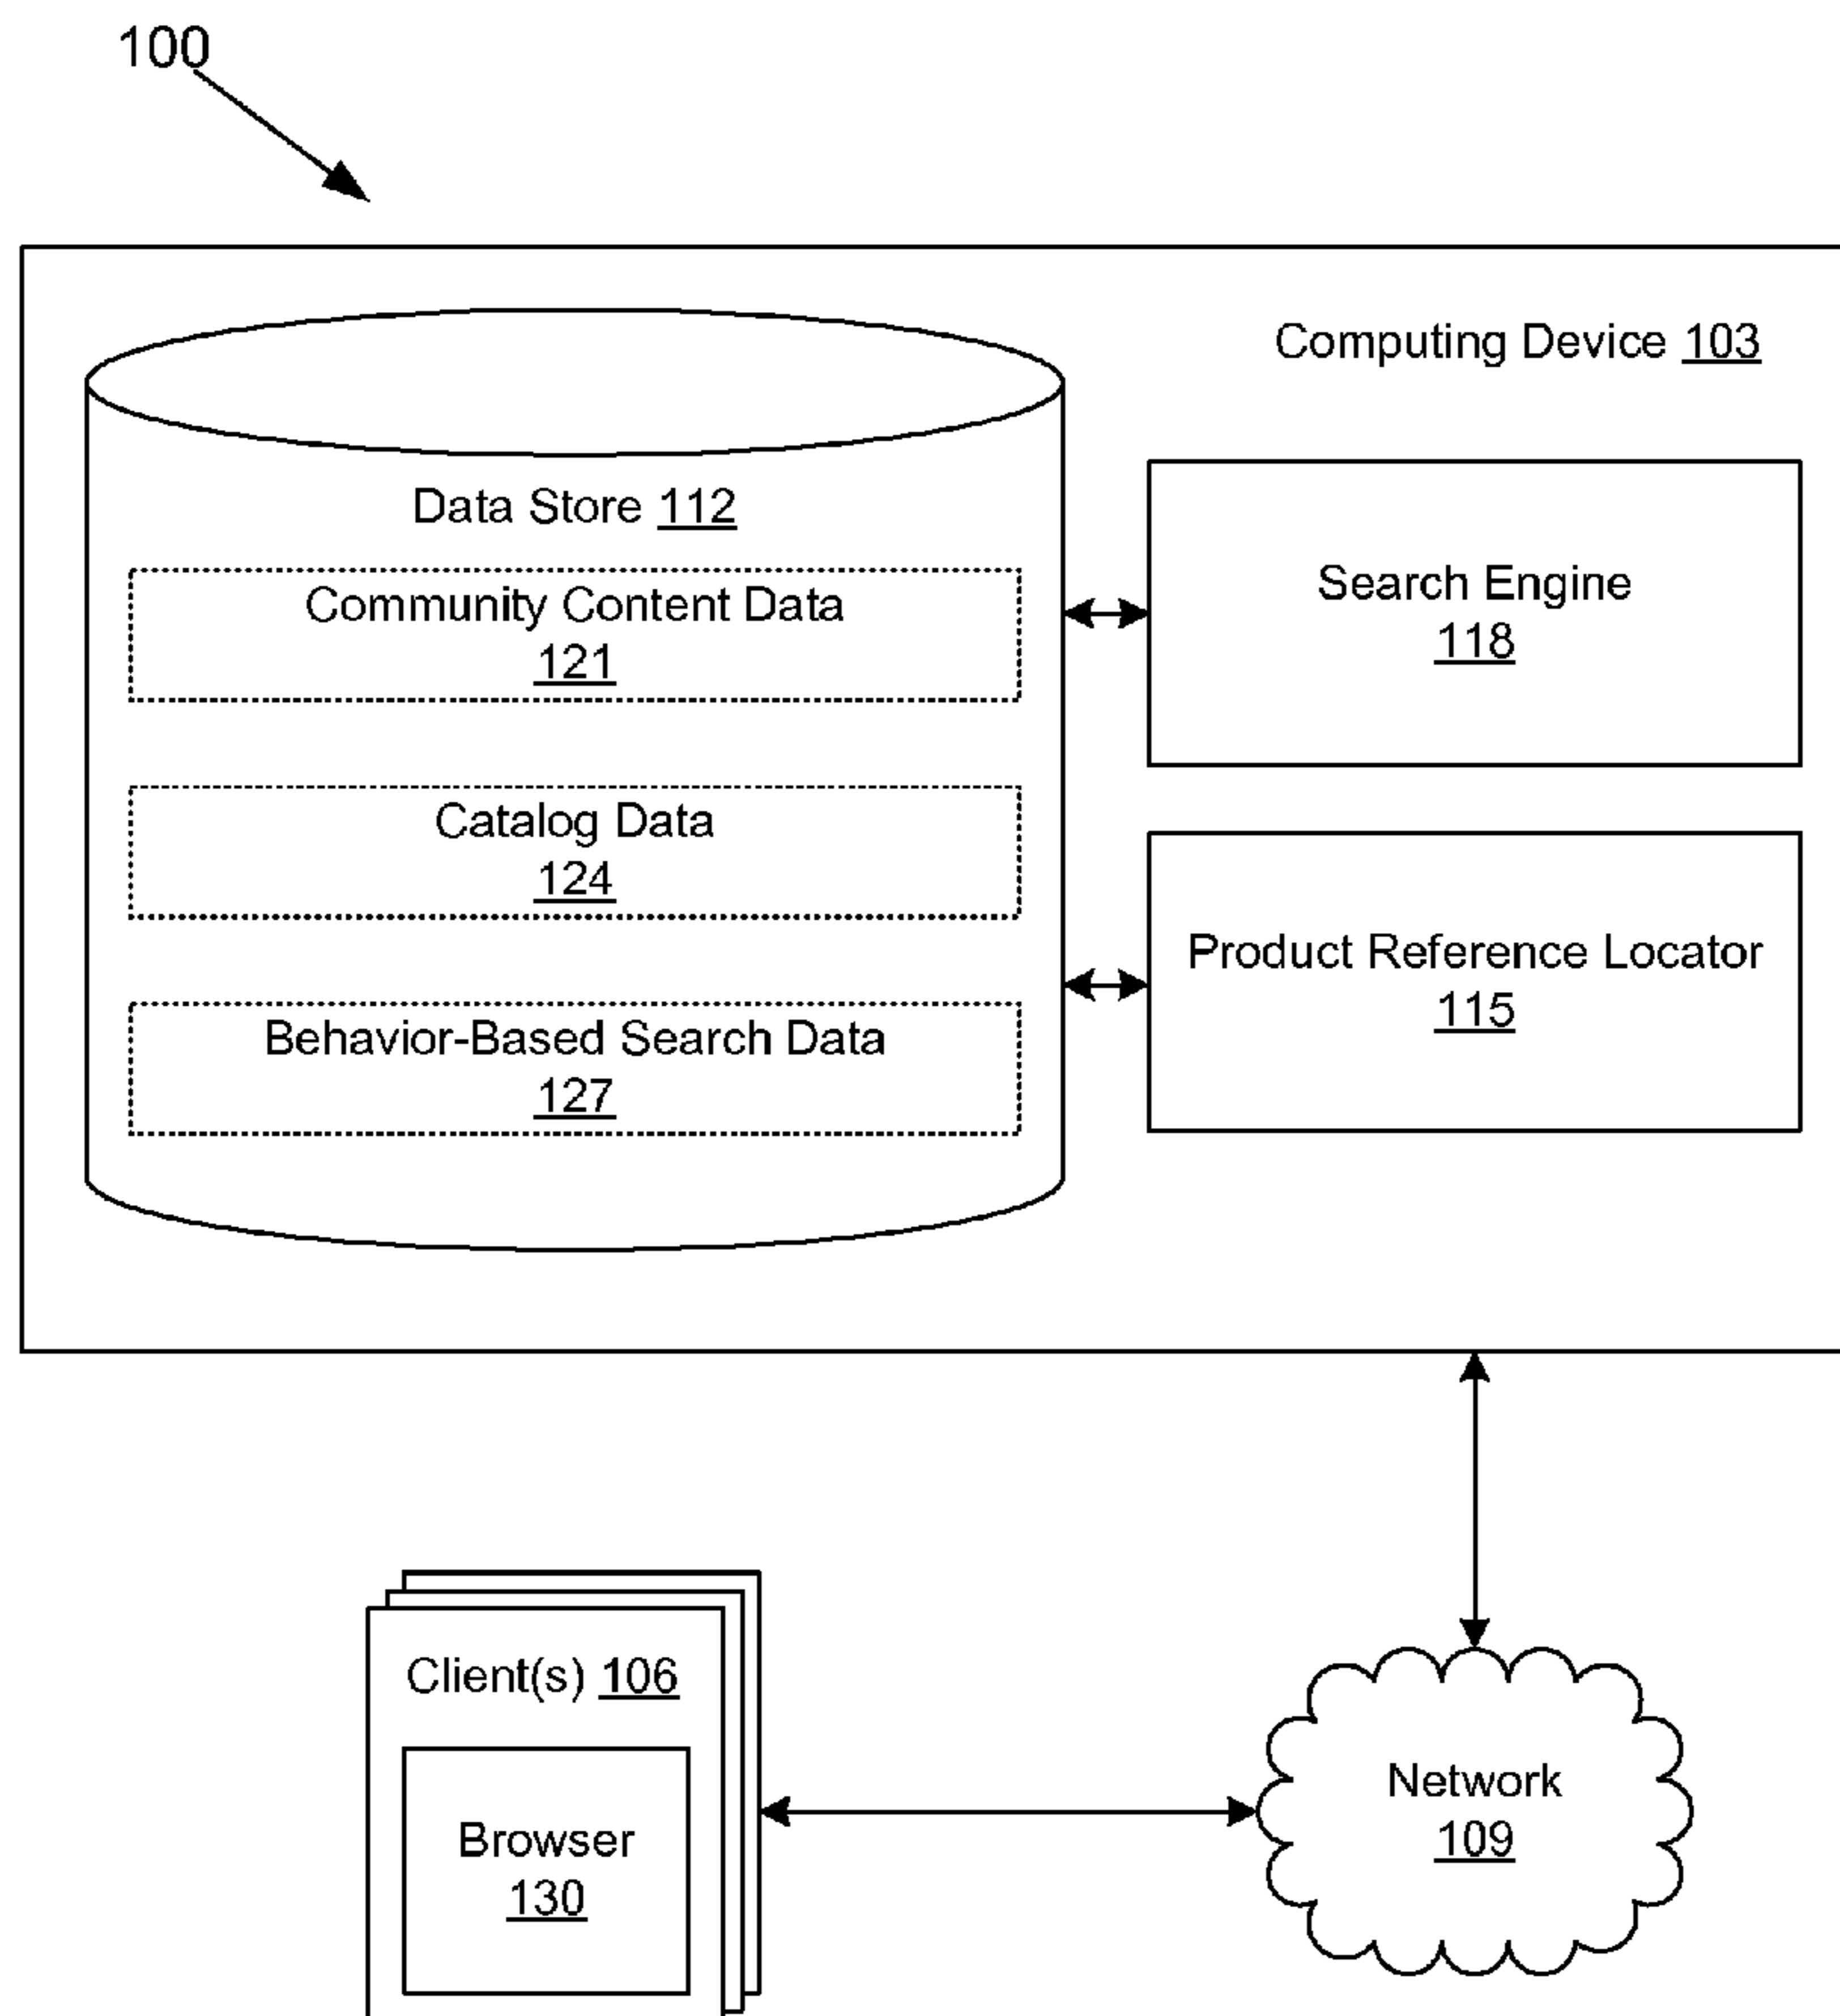 100
Computing Device 103
Data Store 112
Community Content Data
121
Catalog Data
124
Behavior-Based Search Data
127
Search Engine
118
Product Reference Locator
115
Client(s) 106
Browser
130
Network
109